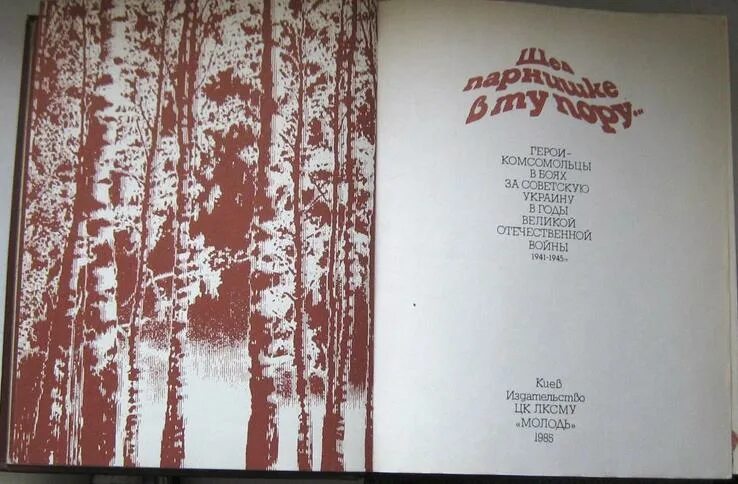 Шел
парнишке
в ту пору...
ГЕРОИ-
КОМСОМОЛЬЦЫ
В БОЯХ
ЗА СОВЕТСКУЮ
УКРАИНУ
В ГОДЫ
ВЕЛИКОЙ
ОТЕЧЕСТВЕННОЙ
ВОЙНЫ
1941-1945гг
Киев
Издательство
ЦК ЛКСМУ
«МОЛОДЬ»
1985